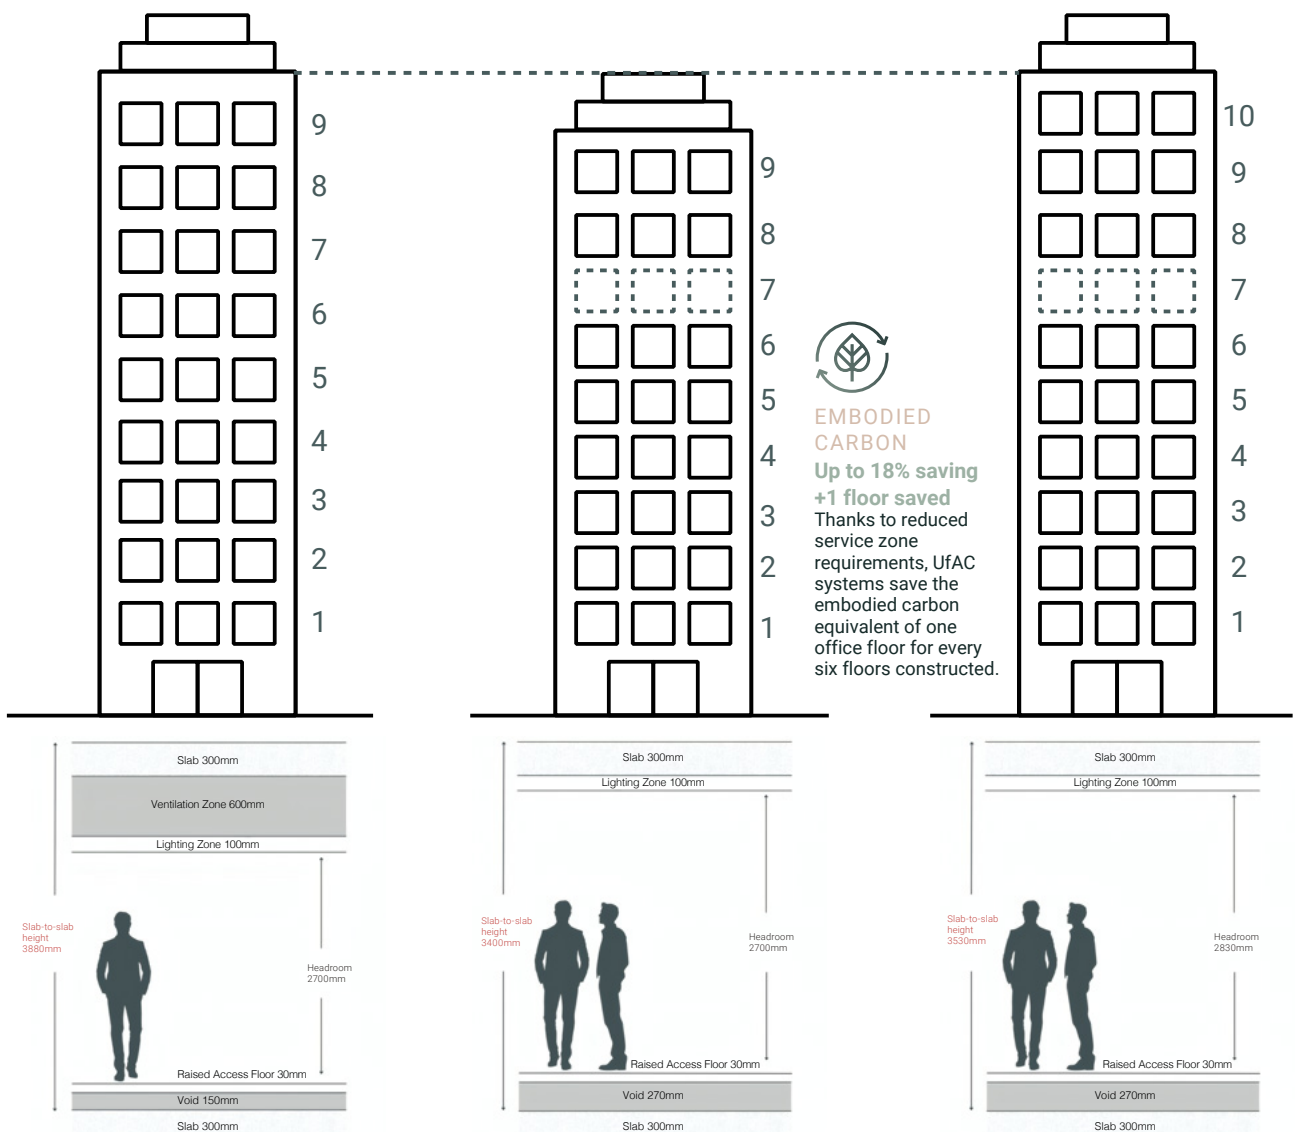 9
8
7
6
5
4
3
2
1
9
8
7
6
5
4
3
2
1
EMBODIED
CARBON
Up to 18% saving
+1 floor saved
Thanks to reduced
service zone
requirements, UfAC
systems save the
embodied carbon
equivalent of one
office floor for every
six floors constructed.
10
9
8
7
6
5
4
3
2
1
Slab 300mm
Ventilation Zone 600mm
Lighting Zone 100mm
Slab-to-slab
height
3880mm
Headroom
2700mm
Raised Access Floor 30mm
Void 150mm
Slab 300mm
Slab 300mm
Lighting Zone 100mm
Slab-to-slab
height
3400mm
Headroom
2700mm
Raised Access Floor 30mm
Void 270mm
Slab 300mm
Slab 300mm
Lighting Zone 100mm
Slab-to-slab
height
3530mm
Headroom
2830mm
Raised Access Floor 30mm
Void 270mm
Slab 300mm